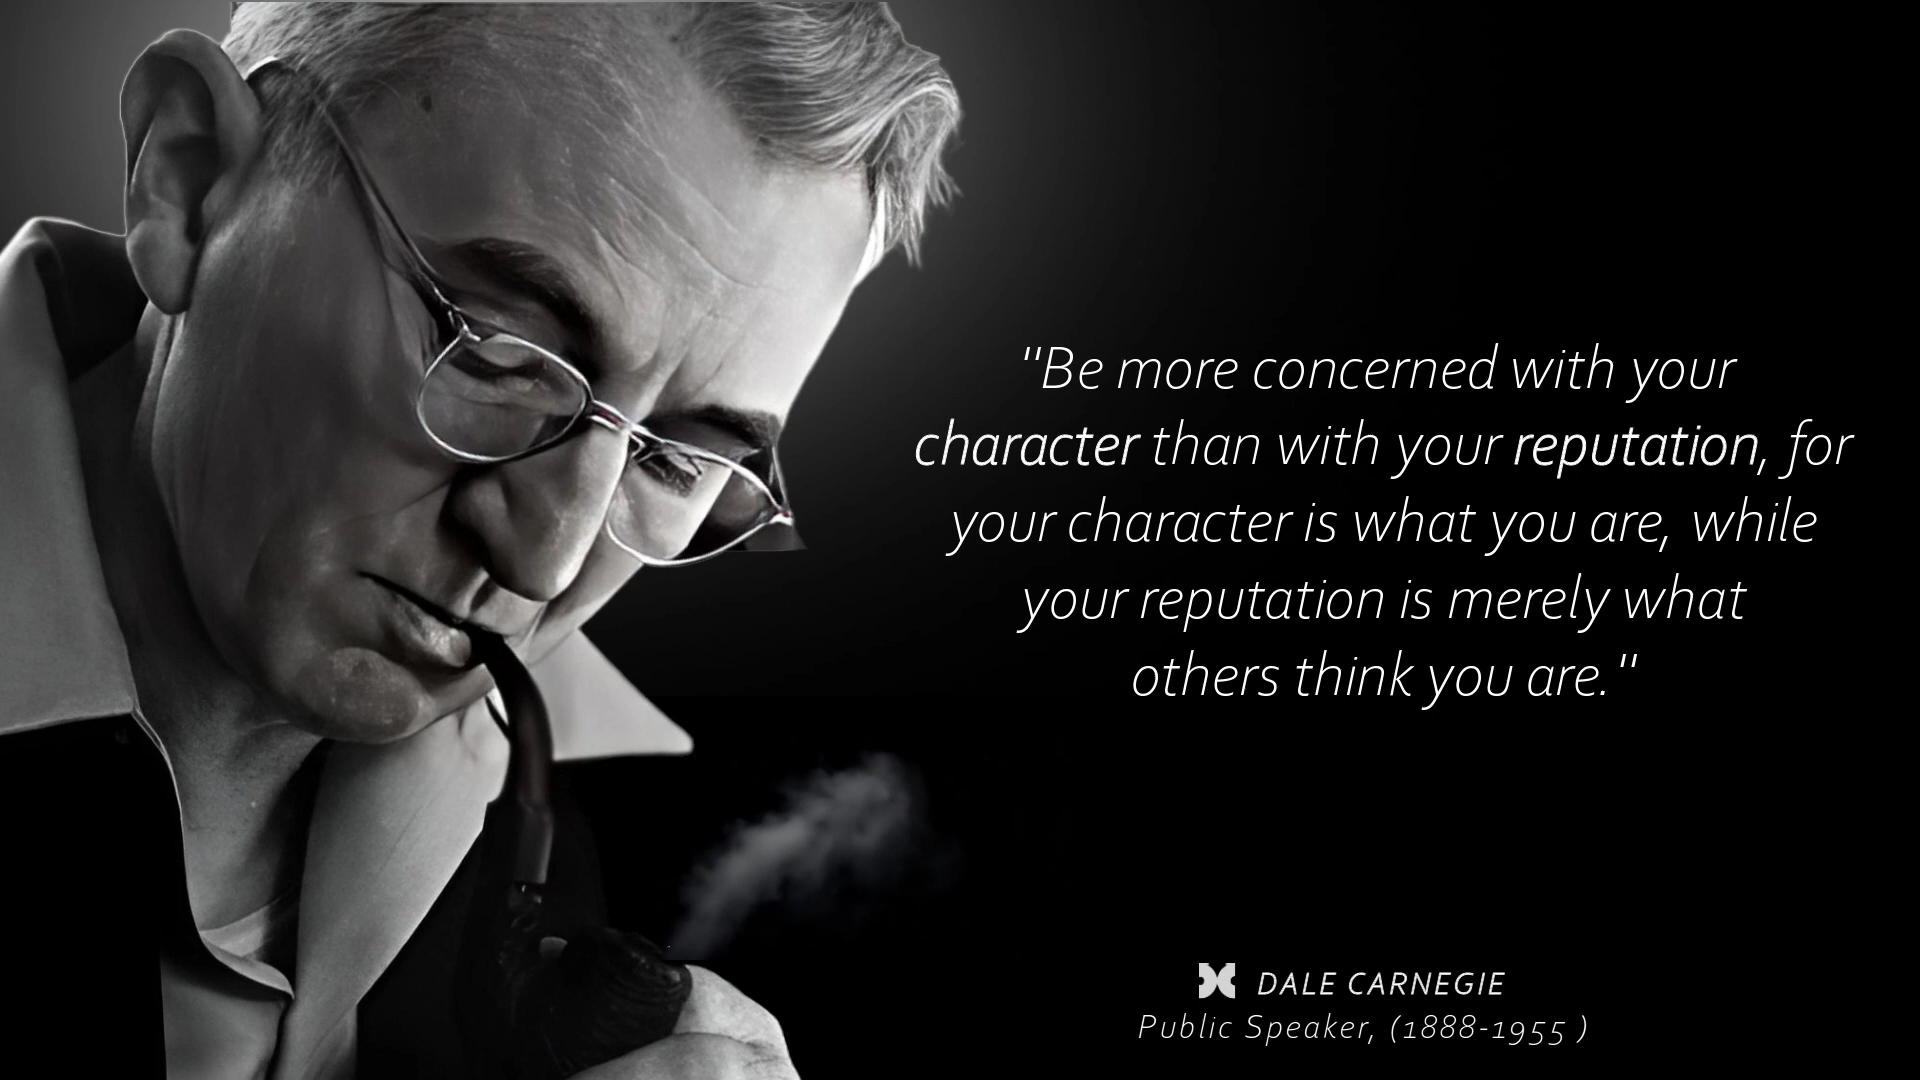 "Be more concerned with your
character than with your reputation, for
your character is what you are, while
your reputation is merely what
others think you are."
DALE CARNEGIE
Public Speaker, (1888-1955 )